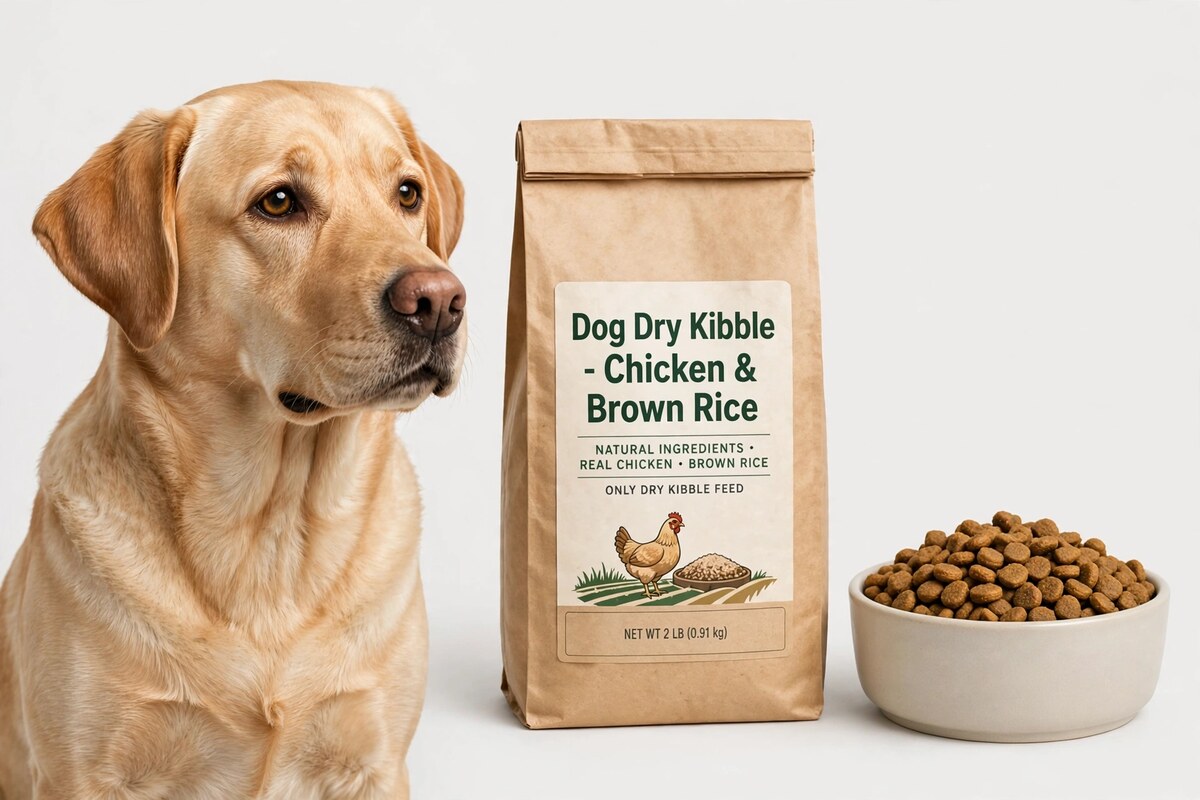 Dog Dry Kibble
- Chicken &
Brown Rice
NATURAL INGREDIENTS •
REAL CHICKEN • BROWN RICE
ONLY DRY KIBBLE FEED
NET WT 2 LB (0.91 kg)